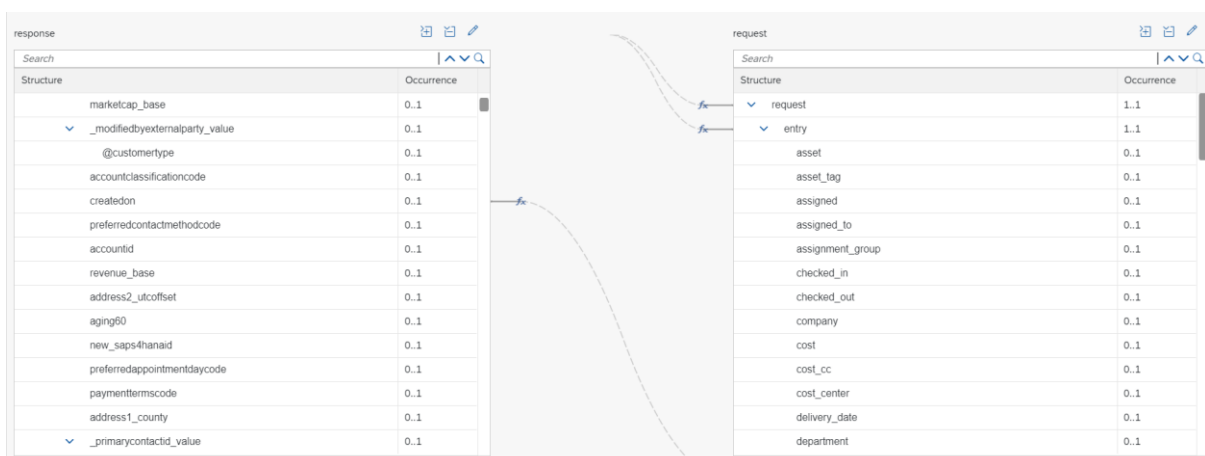 response
request
Search
Search
Structure Occurrence
Structure Occurrence
marketcap_base 0..1
fx request 1..1
_modifiedbyexternalparty_value 0..1
fx entry 1..1
@customertype 0..1
asset 0..1
accountclassificationcode 0..1
asset_tag 0..1
createdon 0..1 fx
assigned 0..1
preferredcontactmethodcode 0..1
assigned_to 0..1
accountid 0..1
assignment_group 0..1
revenue_base 0..1
checked_in 0..1
address2_utcoffset 0..1
checked_out 0..1
aging60 0..1
company 0..1
new_saps4hanaid 0..1
cost 0..1
preferredappointmentdaycode 0..1
cost_cc 0..1
paymenttermscode 0..1
cost_center 0..1
address1_county 0..1
delivery_date 0..1
_primarycontactid_value 0..1
department 0..1